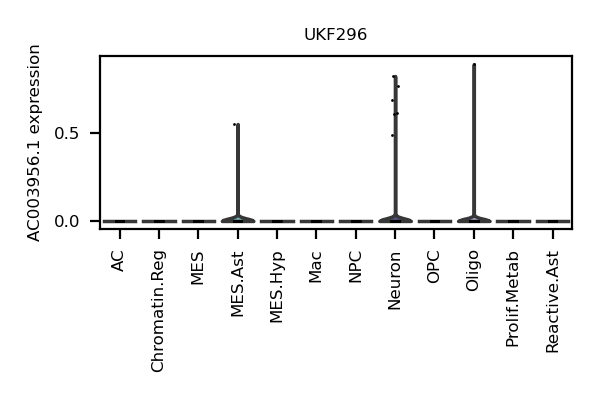 UKF296
AC003956.1 expression
0.5
0.0
AC
Chromatin.Reg
MES
MES.Ast
MES.Hyp
Mac
NPC
Neuron
OPC
Oligo
Prolif.Metab
Reactive.Ast